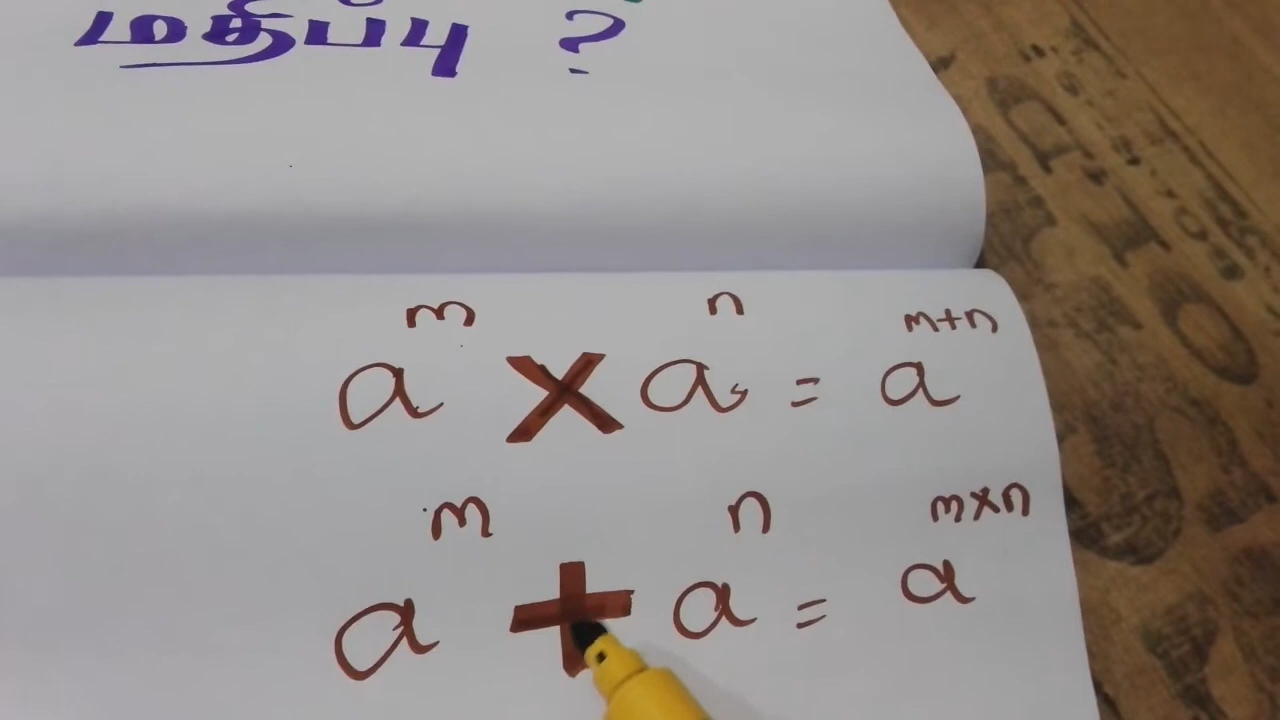 மதிப்பு ?
a^m × a^n = a^{m+n}
a^m + a^n = a^{m×n}